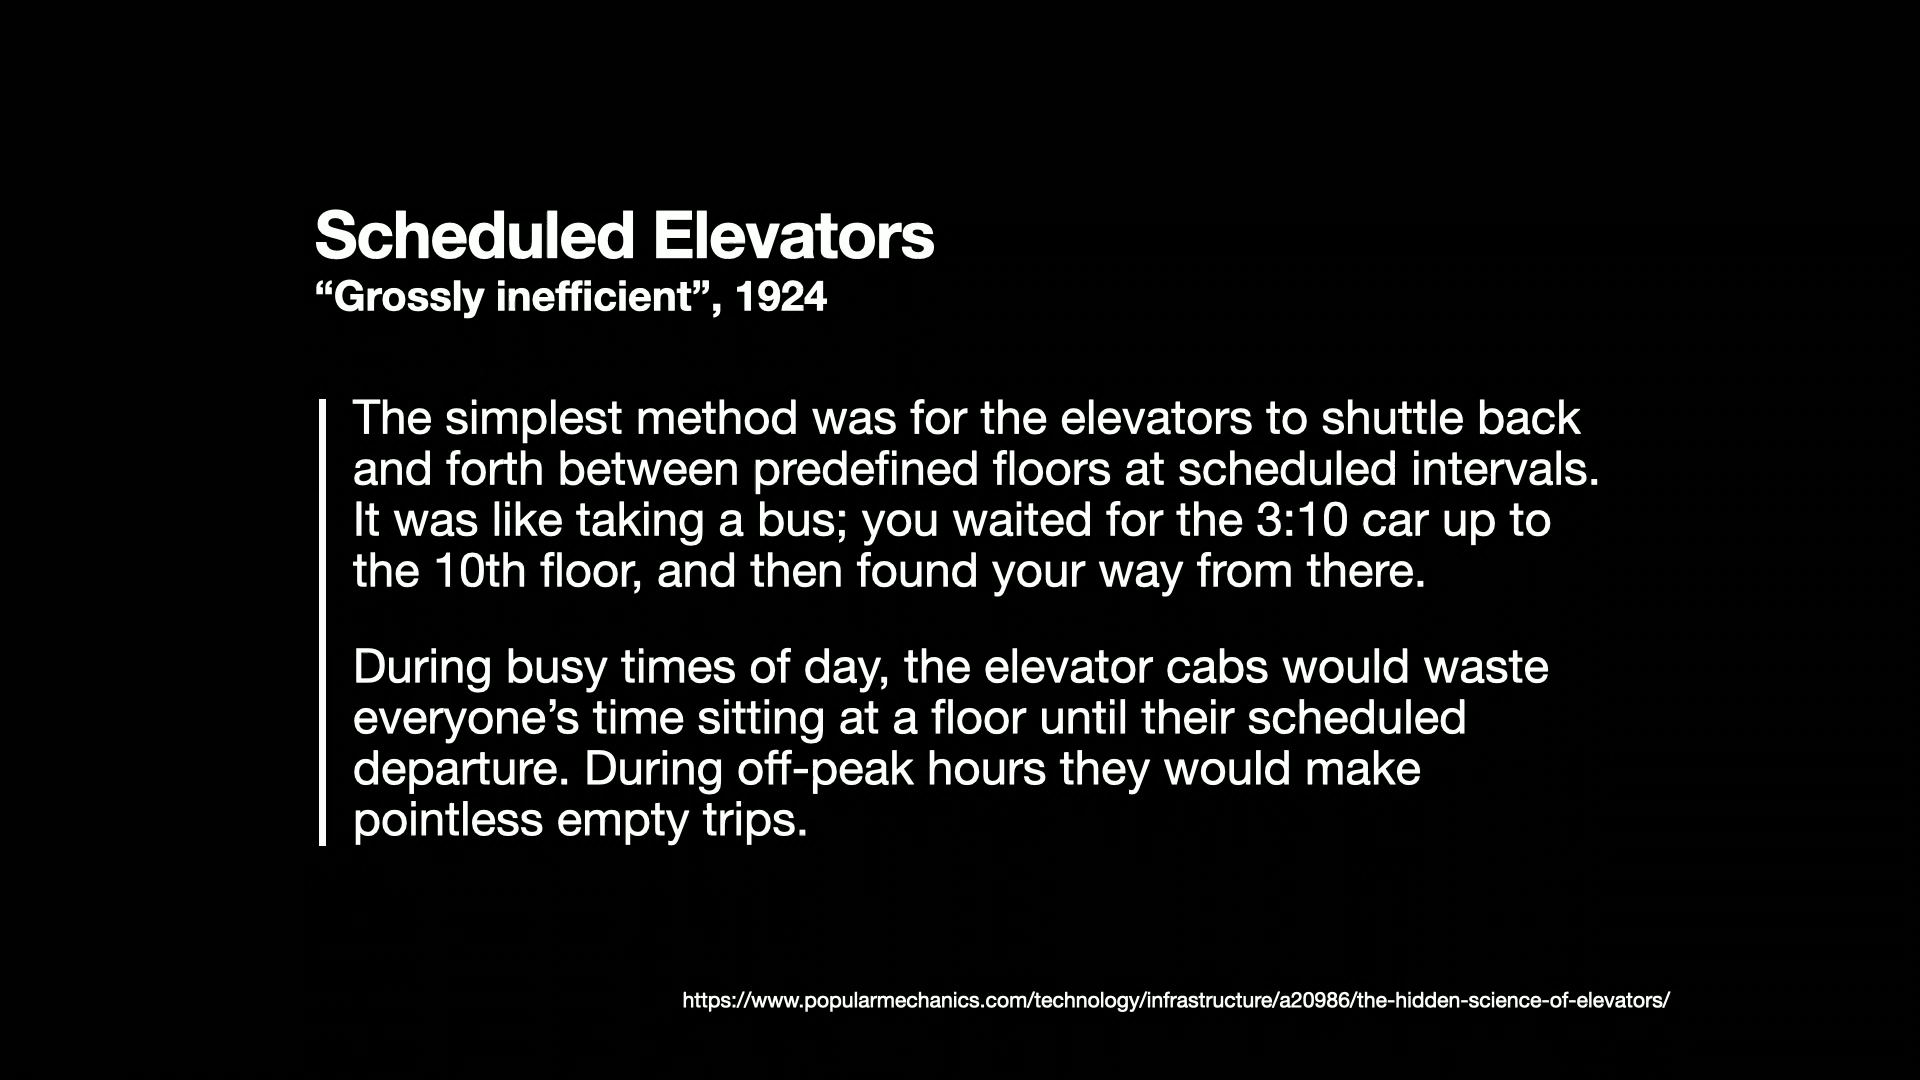 Scheduled Elevators
“Grossly inefficient”, 1924
The simplest method was for the elevators to shuttle back
and forth between predefined floors at scheduled intervals.
It was like taking a bus; you waited for the 3:10 car up to
the 10th floor, and then found your way from there.
During busy times of day, the elevator cabs would waste
everyone’s time sitting at a floor until their scheduled
departure. During off-peak hours they would make
pointless empty trips.
https://www.popularmechanics.com/technology/infrastructure/a20986/the-hidden-science-of-elevators/